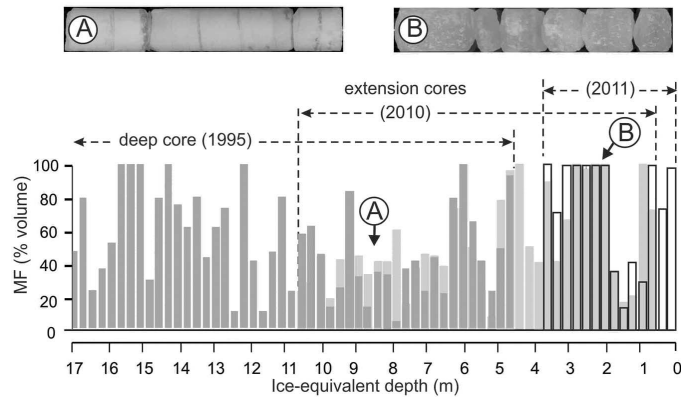 A
B
extension cores
(2011)
(2010)
deep core (1995)
B
A
MF (% volume)
100
80
60
40
20
0
17 16 15 14 13 12 11 10 9 8 7 6 5 4 3 2 1 0
Ice-equivalent depth (m)